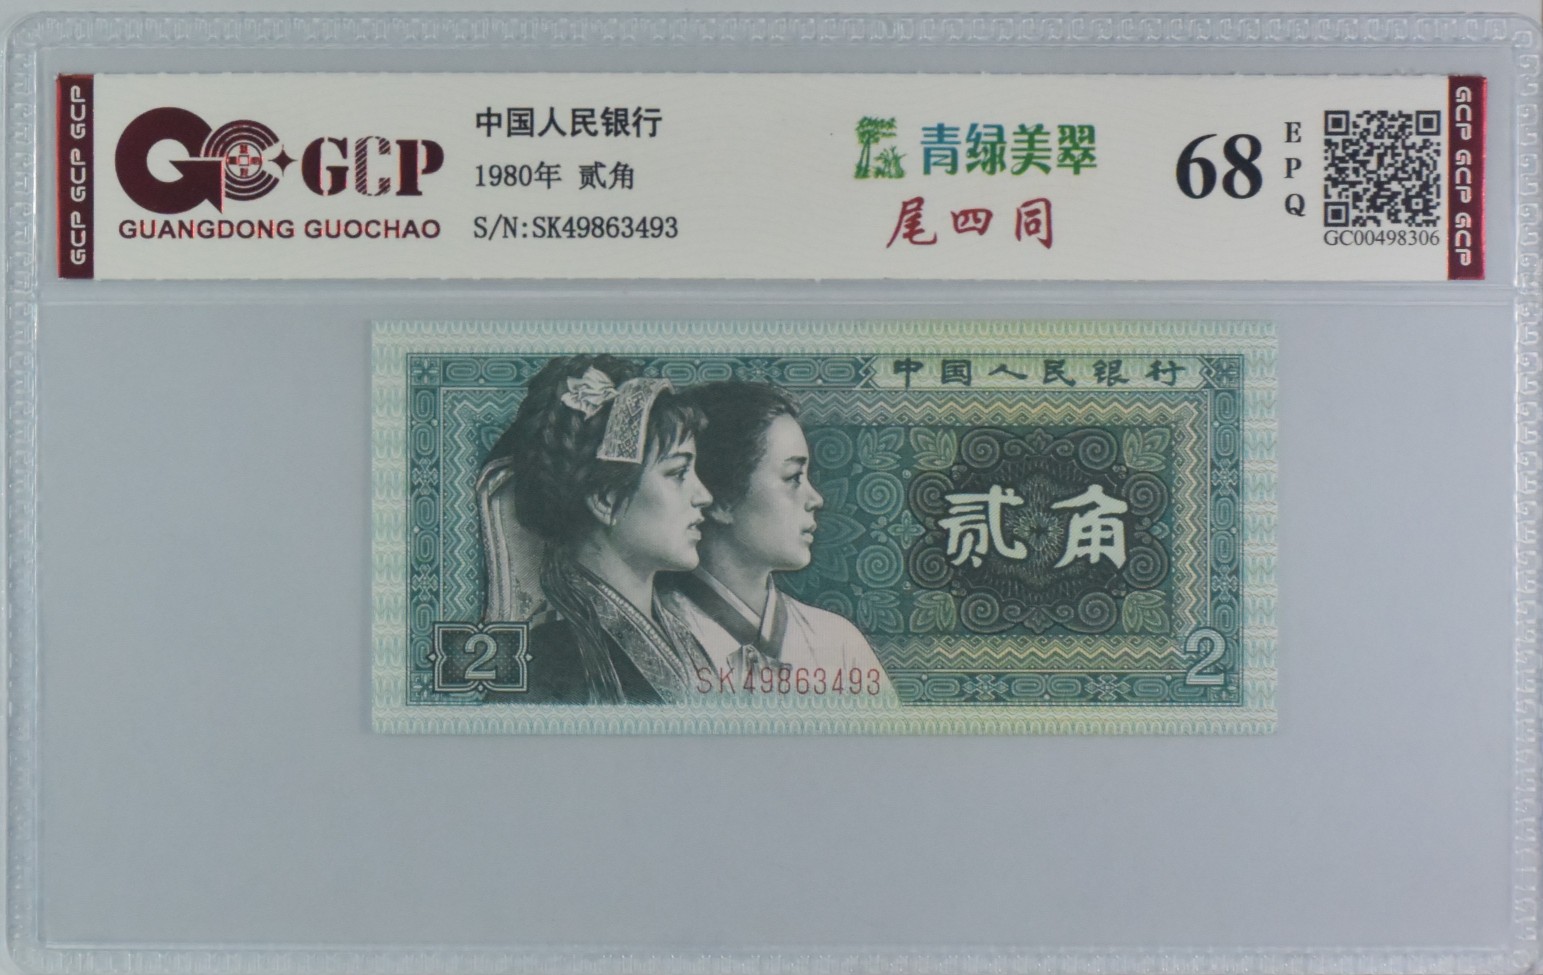 GCP GCP GCP
GCP
GUANGDONG GUOCHAO
中国人民银行
1980年 贰角
S/N:SK49863493
青绿美翠
尾四同
68
EPQ
GC00498306
GCP GCP GCP
中国人民银行
贰角
2
2
SK49863493